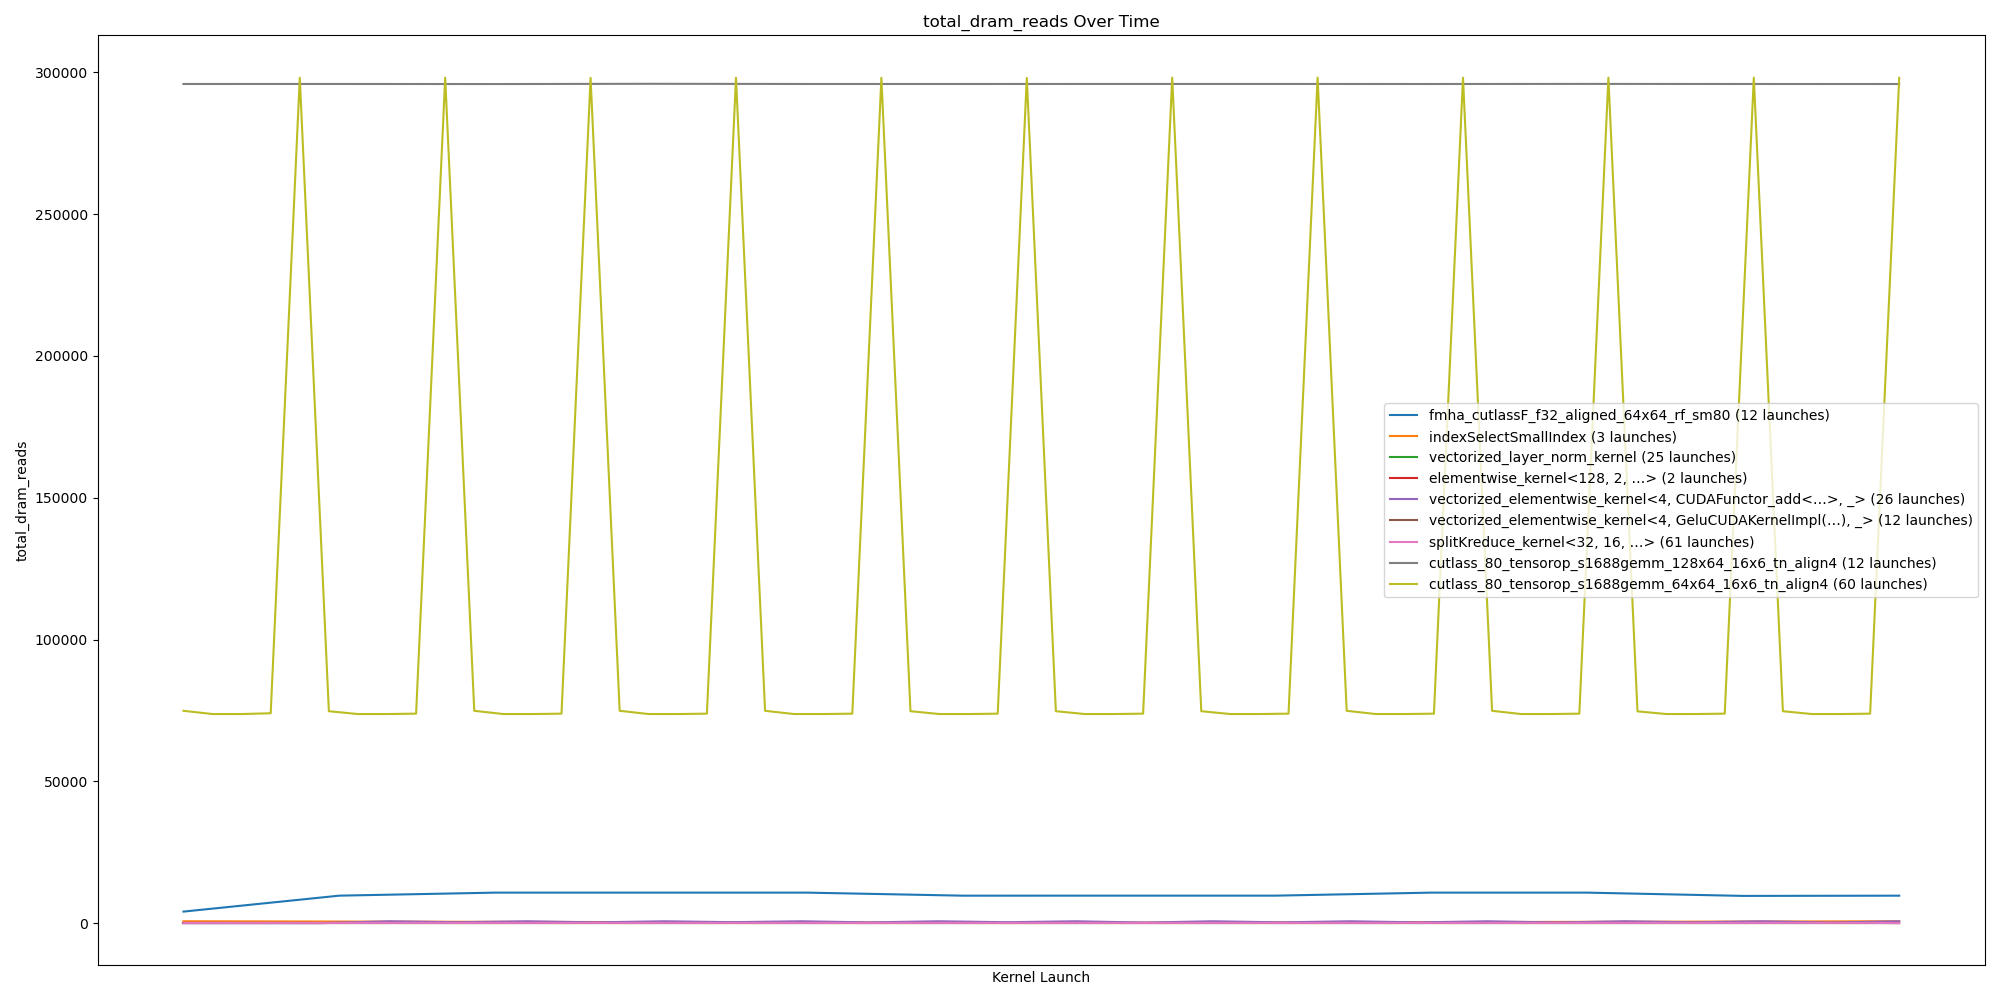 total_dram_reads Over Time
300000
250000
200000
150000
100000
50000
0
total_dram_reads
Kernel Launch
fmha_cutlassF_f32_aligned_64x64_rf_sm80 (12 launches)
indexSelectSmallIndex (3 launches)
vectorized_layer_norm_kernel (25 launches)
elementwise_kernel<128, 2, ...> (2 launches)
vectorized_elementwise_kernel<4, CUDAFunctor_add<...>, _> (26 launches)
vectorized_elementwise_kernel<4, GeluCUDAKernelImpl(...), _> (12 launches)
splitKreduce_kernel<32, 16, ...> (61 launches)
cutlass_80_tensorop_s1688gemm_128x64_16x6_tn_align4 (12 launches)
cutlass_80_tensorop_s1688gemm_64x64_16x6_tn_align4 (60 launches)